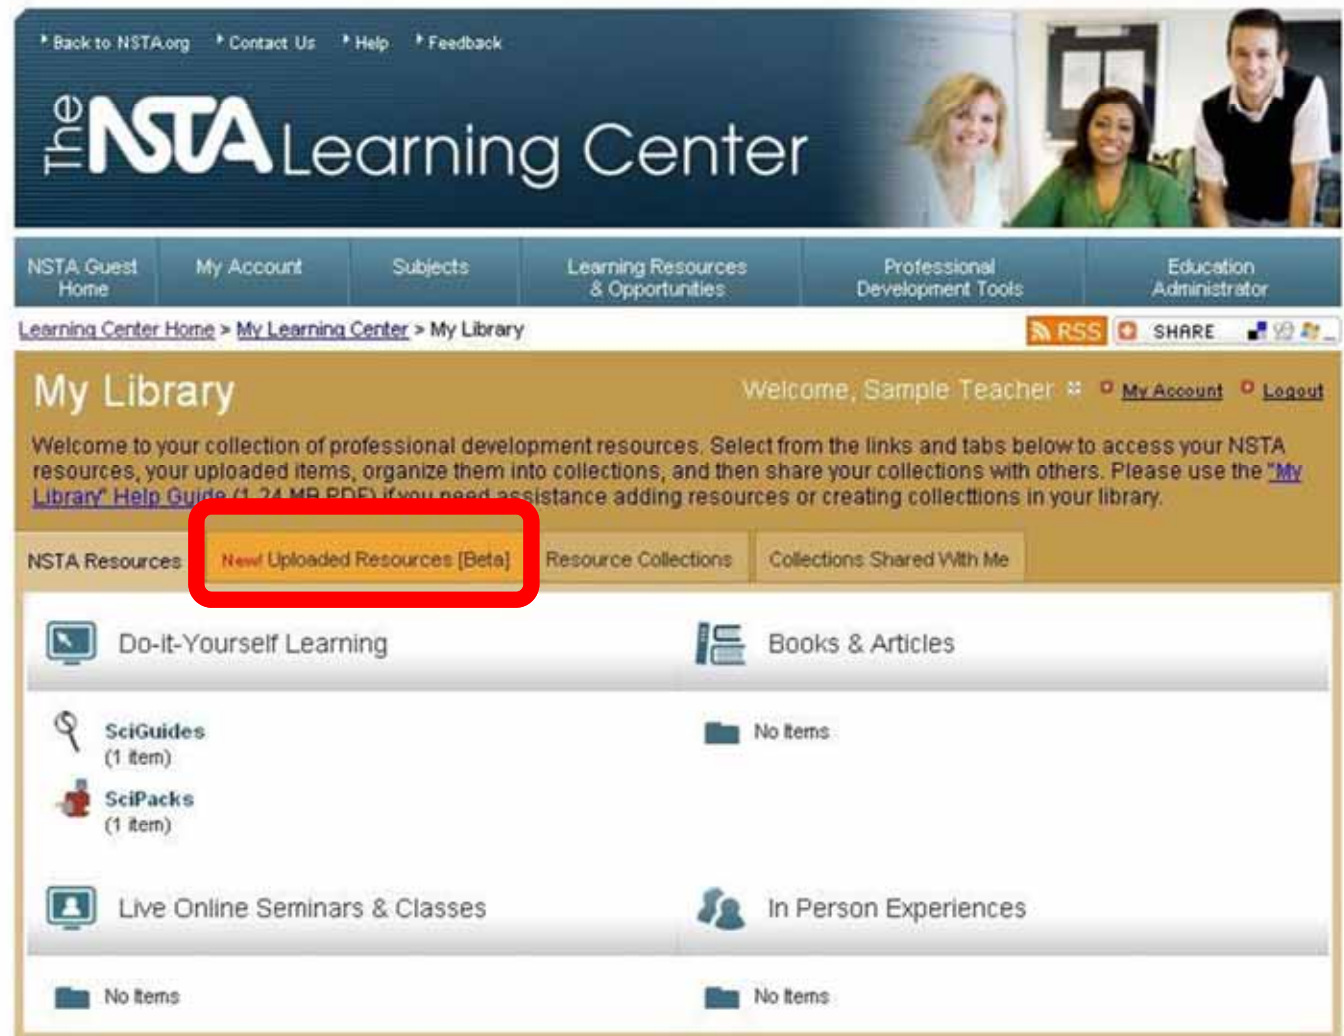 Back to NSTA.org Contact Us Help Feedback
The NSTA Learning Center
NSTA Guest Home My Account Subjects Learning Resources & Opportunities Professional Development Tools Education Administrator
Learning Center Home > My Learning Center > My Library RSS SHARE
My Library Welcome, Sample Teacher My Account Logout
Welcome to your collection of professional development resources. Select from the links and tabs below to access your NSTA
resources, your uploaded items, organize them into collections, and then share your collections with others. Please use the "My
Library" Help Guide (1.24 MB PDF) if you need assistance adding resources or creating collecttions in your library.
NSTA Resources New! Uploaded Resources [Beta] Resource Collections Collections Shared With Me
Do-it-Yourself Learning Books & Articles
SciGuides No Items
(1 item)
SciPacks
(1 item)
Live Online Seminars & Classes In Person Experiences
No Items No Items